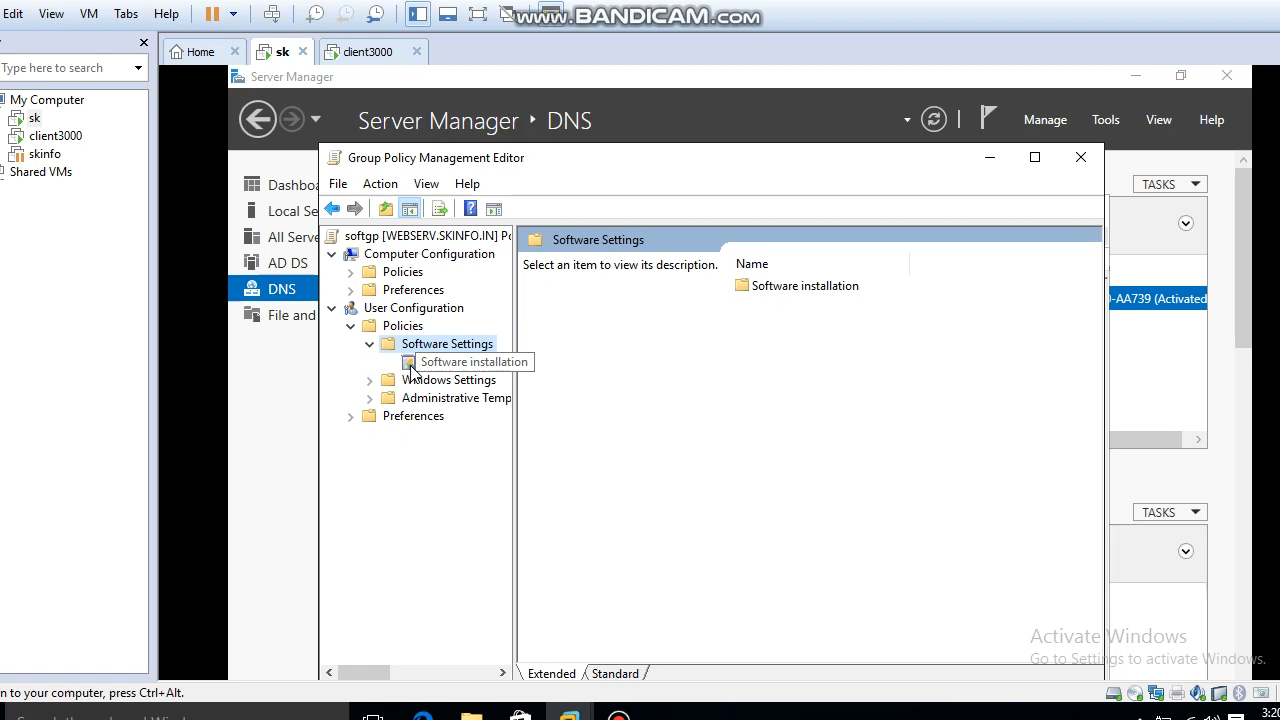 Edit View VM Tabs Help
www.BANDICAM.com
Type here to search
Home sk client3000
My Computer
sk
client3000
skinfo
Shared VMs
Server Manager
Server Manager DNS
Manage Tools View Help
Dashbo
Local Se
All Serve
AD DS
DNS
File and
TASKS
-AA739 (Activated
TASKS
Group Policy Management Editor
File Action View Help
softgp [WEBSERV.SKINFO.IN] Po
Computer Configuration
Policies
Preferences
User Configuration
Policies
Software Settings
Software installation
Windows Settings
Administrative Temp
Preferences
Software Settings
Select an item to view its description.
Name
Software installation
Extended Standard
Activate Windows
Go to Settings to activate Windows.
n to your computer, press Ctrl+Alt.
3:20